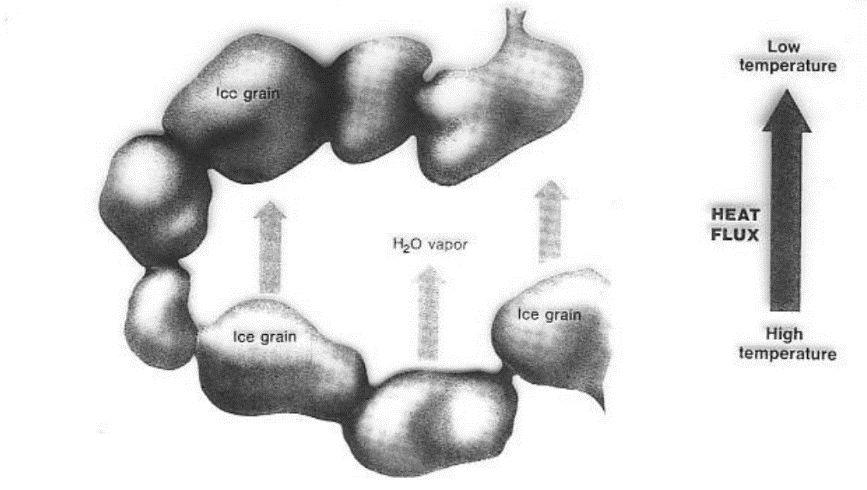 Low
temperature
Ice grain
HEAT
FLUX
H₂O vapor
Ice grain
Ice grain
High
temperature